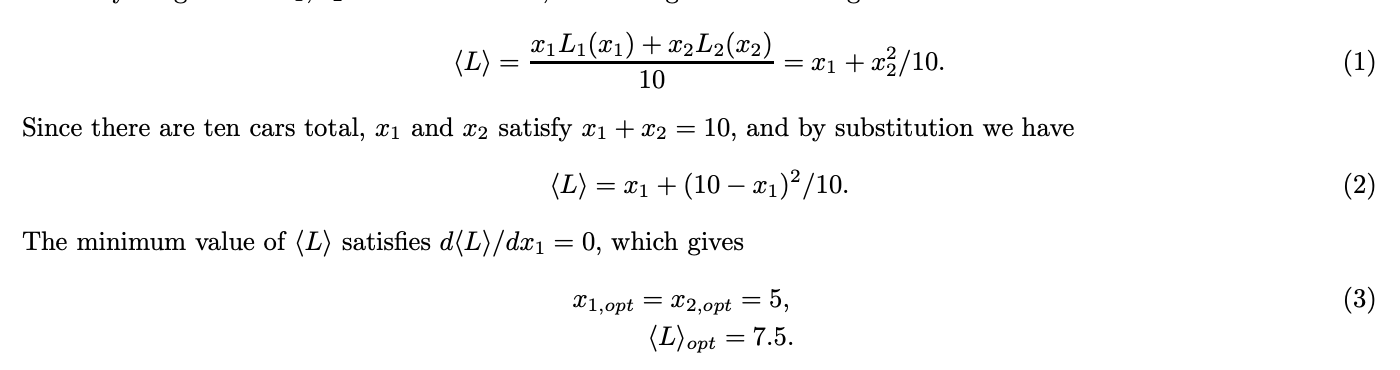 ⟨L⟩ = x₁L₁(x₁) + x₂L₂(x₂) / 10 = x₁ + x₂²/10. (1)
Since there are ten cars total, x₁ and x₂ satisfy x₁ + x₂ = 10, and by substitution we have
⟨L⟩ = x₁ + (10 − x₁)²/10. (2)
The minimum value of ⟨L⟩ satisfies d⟨L⟩/dx₁ = 0, which gives
x₁,opt = x₂,opt = 5, (3)
⟨L⟩opt = 7.5.